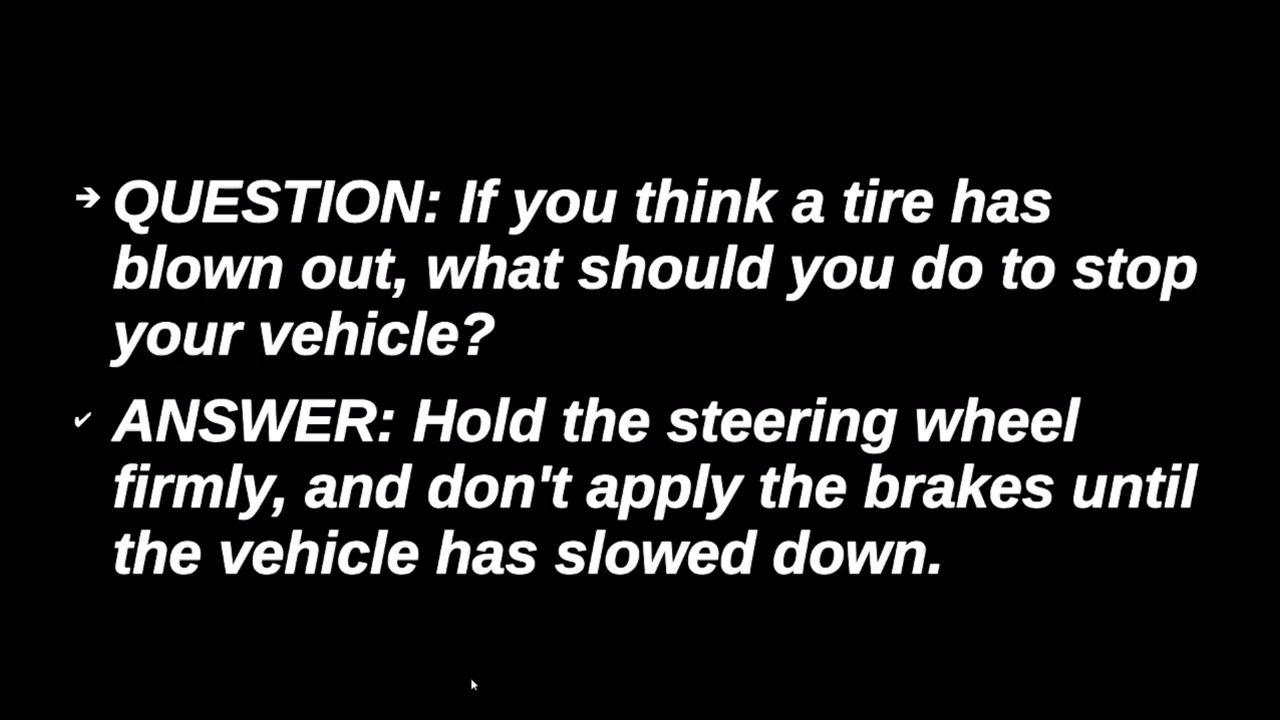 ➔ QUESTION: If you think a tire has
blown out, what should you do to stop
your vehicle?
✓ ANSWER: Hold the steering wheel
firmly, and don't apply the brakes until
the vehicle has slowed down.